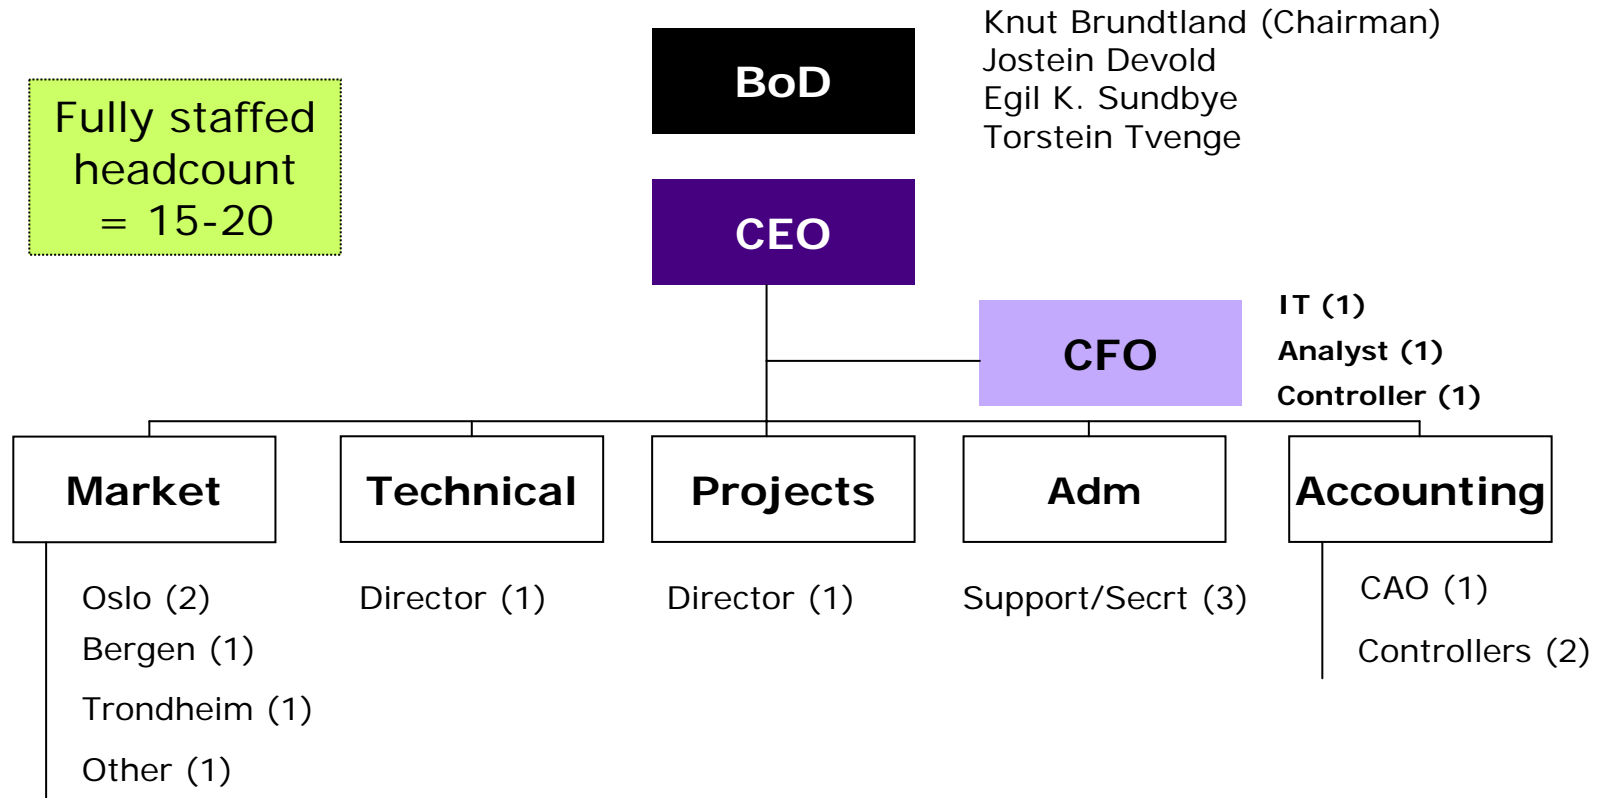 Knut Brundtland (Chairman)
Jostein Devold
Egil K. Sundbye
Torstein Tvenge
BoD
Fully staffed
headcount
= 15-20
CEO
CFO
IT (1)
Analyst (1)
Controller (1)
Market
Technical
Projects
Adm
Accounting
Oslo (2)
Bergen (1)
Trondheim (1)
Other (1)
Director (1)
Director (1)
Support/Secrt (3)
CAO (1)
Controllers (2)